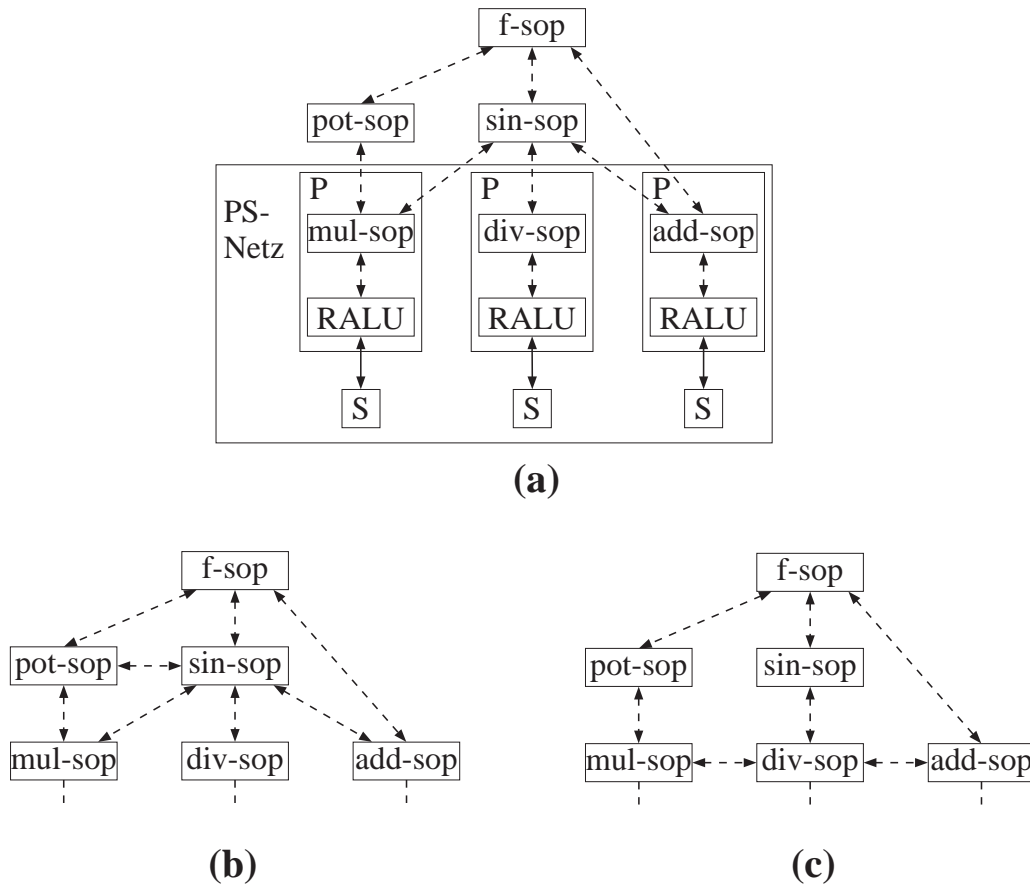 f-sop
pot-sop sin-sop
P P P
PS-
Netz
mul-sop div-sop add-sop
RALU RALU RALU
S S S
(a)
f-sop
pot-sop sin-sop
mul-sop div-sop add-sop
(b)
f-sop
pot-sop sin-sop
mul-sop div-sop add-sop
(c)